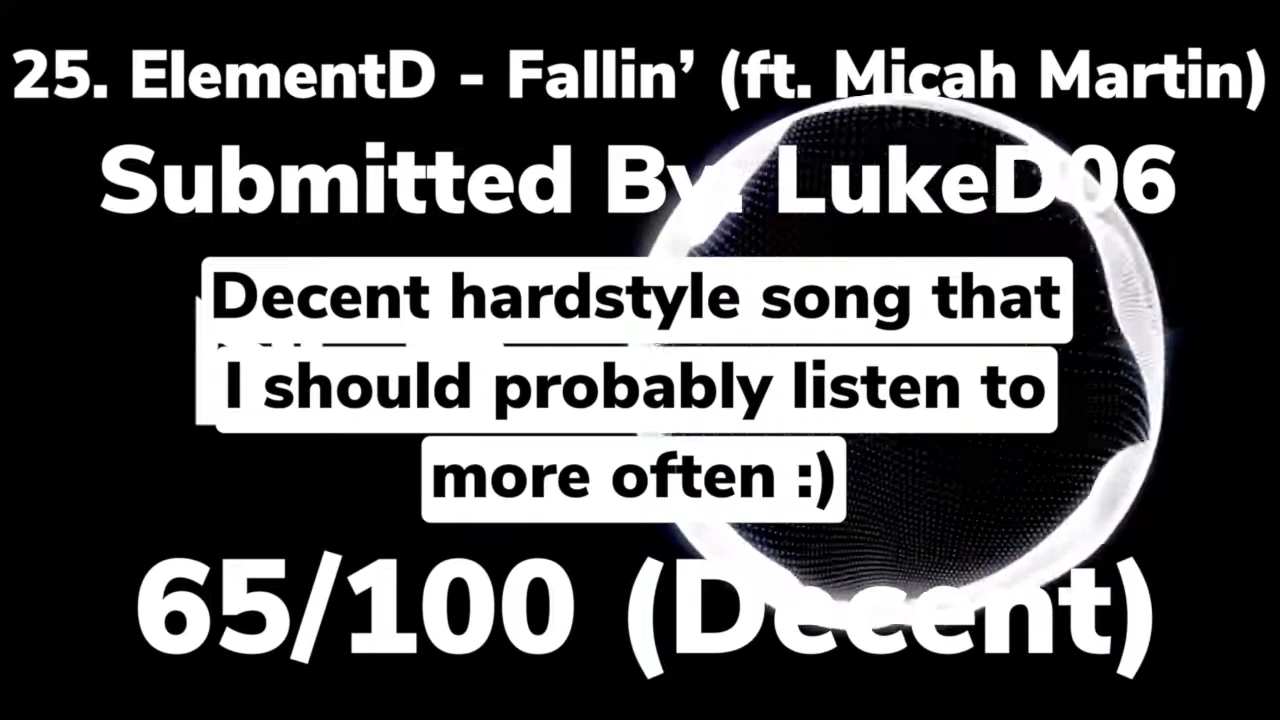 25. ElementD - Fallin’ (ft. Micah Martin)
Submitted By: LukeD06
Decent hardstyle song that
I should probably listen to
more often :)
65/100 (Decent)